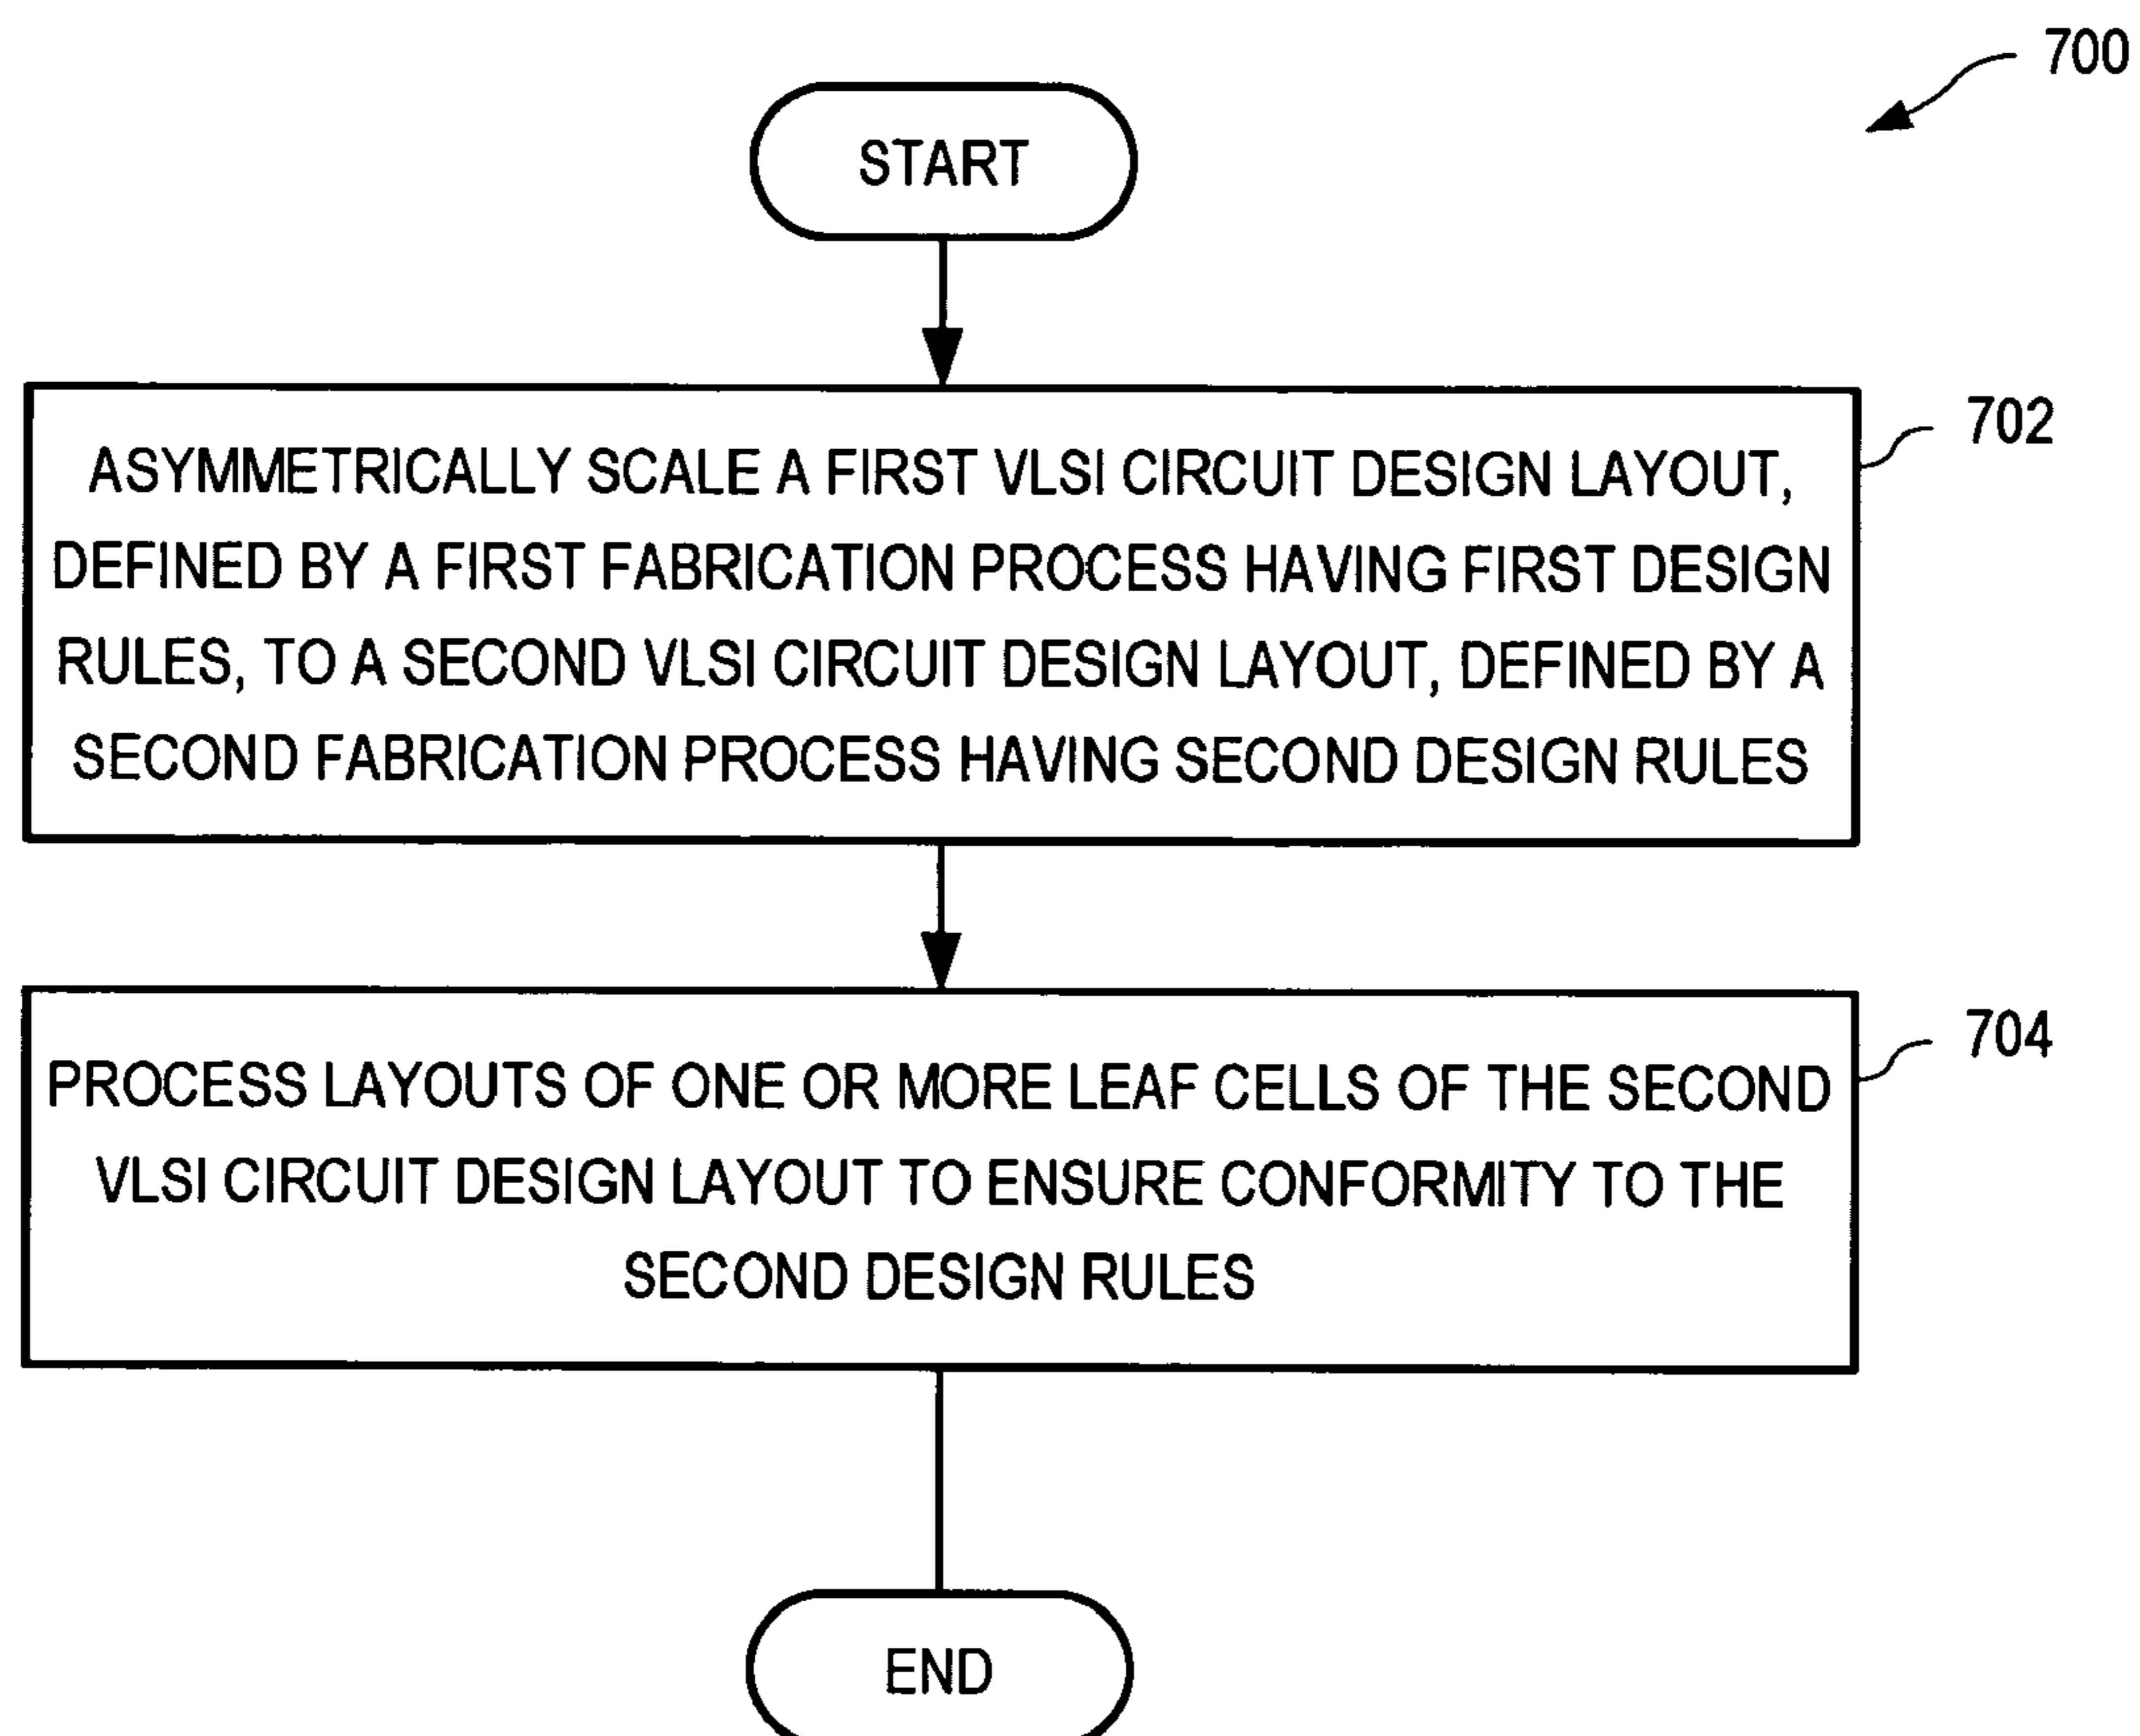 700
START
702
ASYMMETRICALLY SCALE A FIRST VLSI CIRCUIT DESIGN LAYOUT,
DEFINED BY A FIRST FABRICATION PROCESS HAVING FIRST DESIGN
RULES, TO A SECOND VLSI CIRCUIT DESIGN LAYOUT, DEFINED BY A
SECOND FABRICATION PROCESS HAVING SECOND DESIGN RULES
704
PROCESS LAYOUTS OF ONE OR MORE LEAF CELLS OF THE SECOND
VLSI CIRCUIT DESIGN LAYOUT TO ENSURE CONFORMITY TO THE
SECOND DESIGN RULES
END